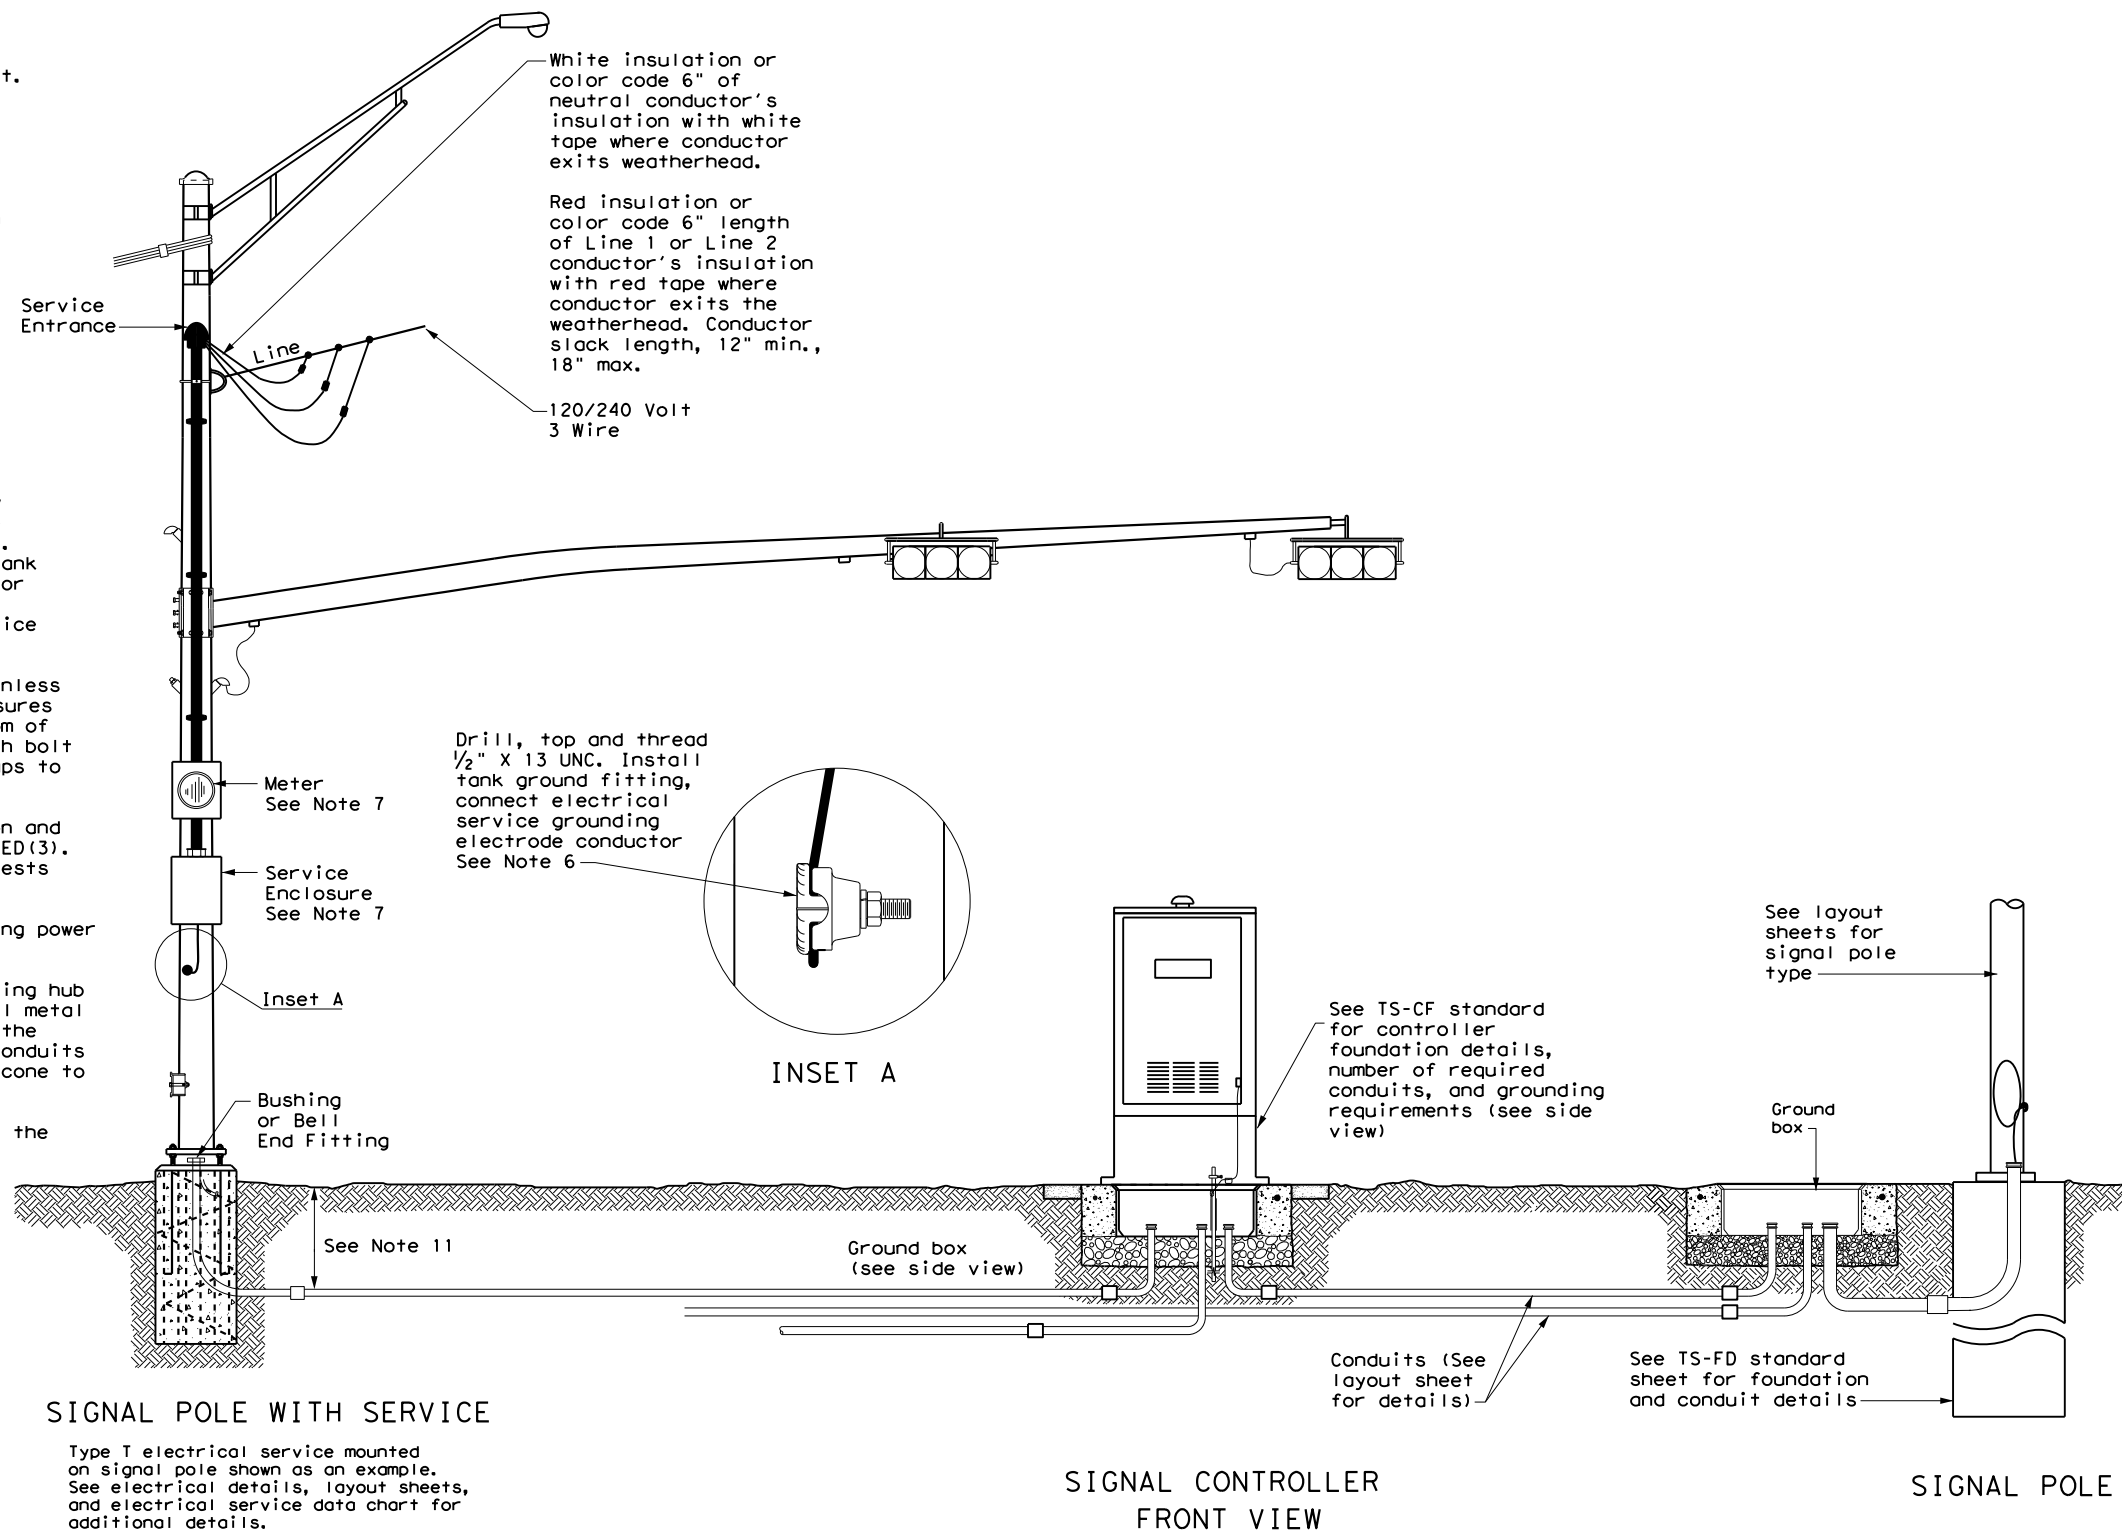 t.
ank
or
ice
nless
sures
m of
h bolt
ps to
n and
ED(3).
ests
ng power
ing hub
l metal
the
onduits
cone to
the
White insulation or
color code 6" of
neutral conductor's
insulation with white
tape where conductor
exits weatherhead.
Red insulation or
color code 6" length
of Line 1 or Line 2
conductor's insulation
with red tape where
conductor exits the
weatherhead. Conductor
slack length, 12" min.,
18" max.
120/240 Volt
3 Wire
Service
Entrance
Line
Meter
See Note 7
Service
Enclosure
See Note 7
Inset A
Bushing
or Bell
End Fitting
See Note 11
Drill, top and thread
½" X 13 UNC. Install
tank ground fitting,
connect electrical
service grounding
electrode conductor
See Note 6
INSET A
See TS-CF standard
for controller
foundation details,
number of required
conduits, and grounding
requirements (see side
view)
See layout
sheets for
signal pole
type
Ground
box
Ground box
(see side view)
Conduits (See
layout sheet
for details)
See TS-FD standard
sheet for foundation
and conduit details
SIGNAL POLE WITH SERVICE
Type T electrical service mounted
on signal pole shown as an example.
See electrical details, layout sheets,
and electrical service data chart for
additional details.
SIGNAL CONTROLLER
FRONT VIEW
SIGNAL POLE